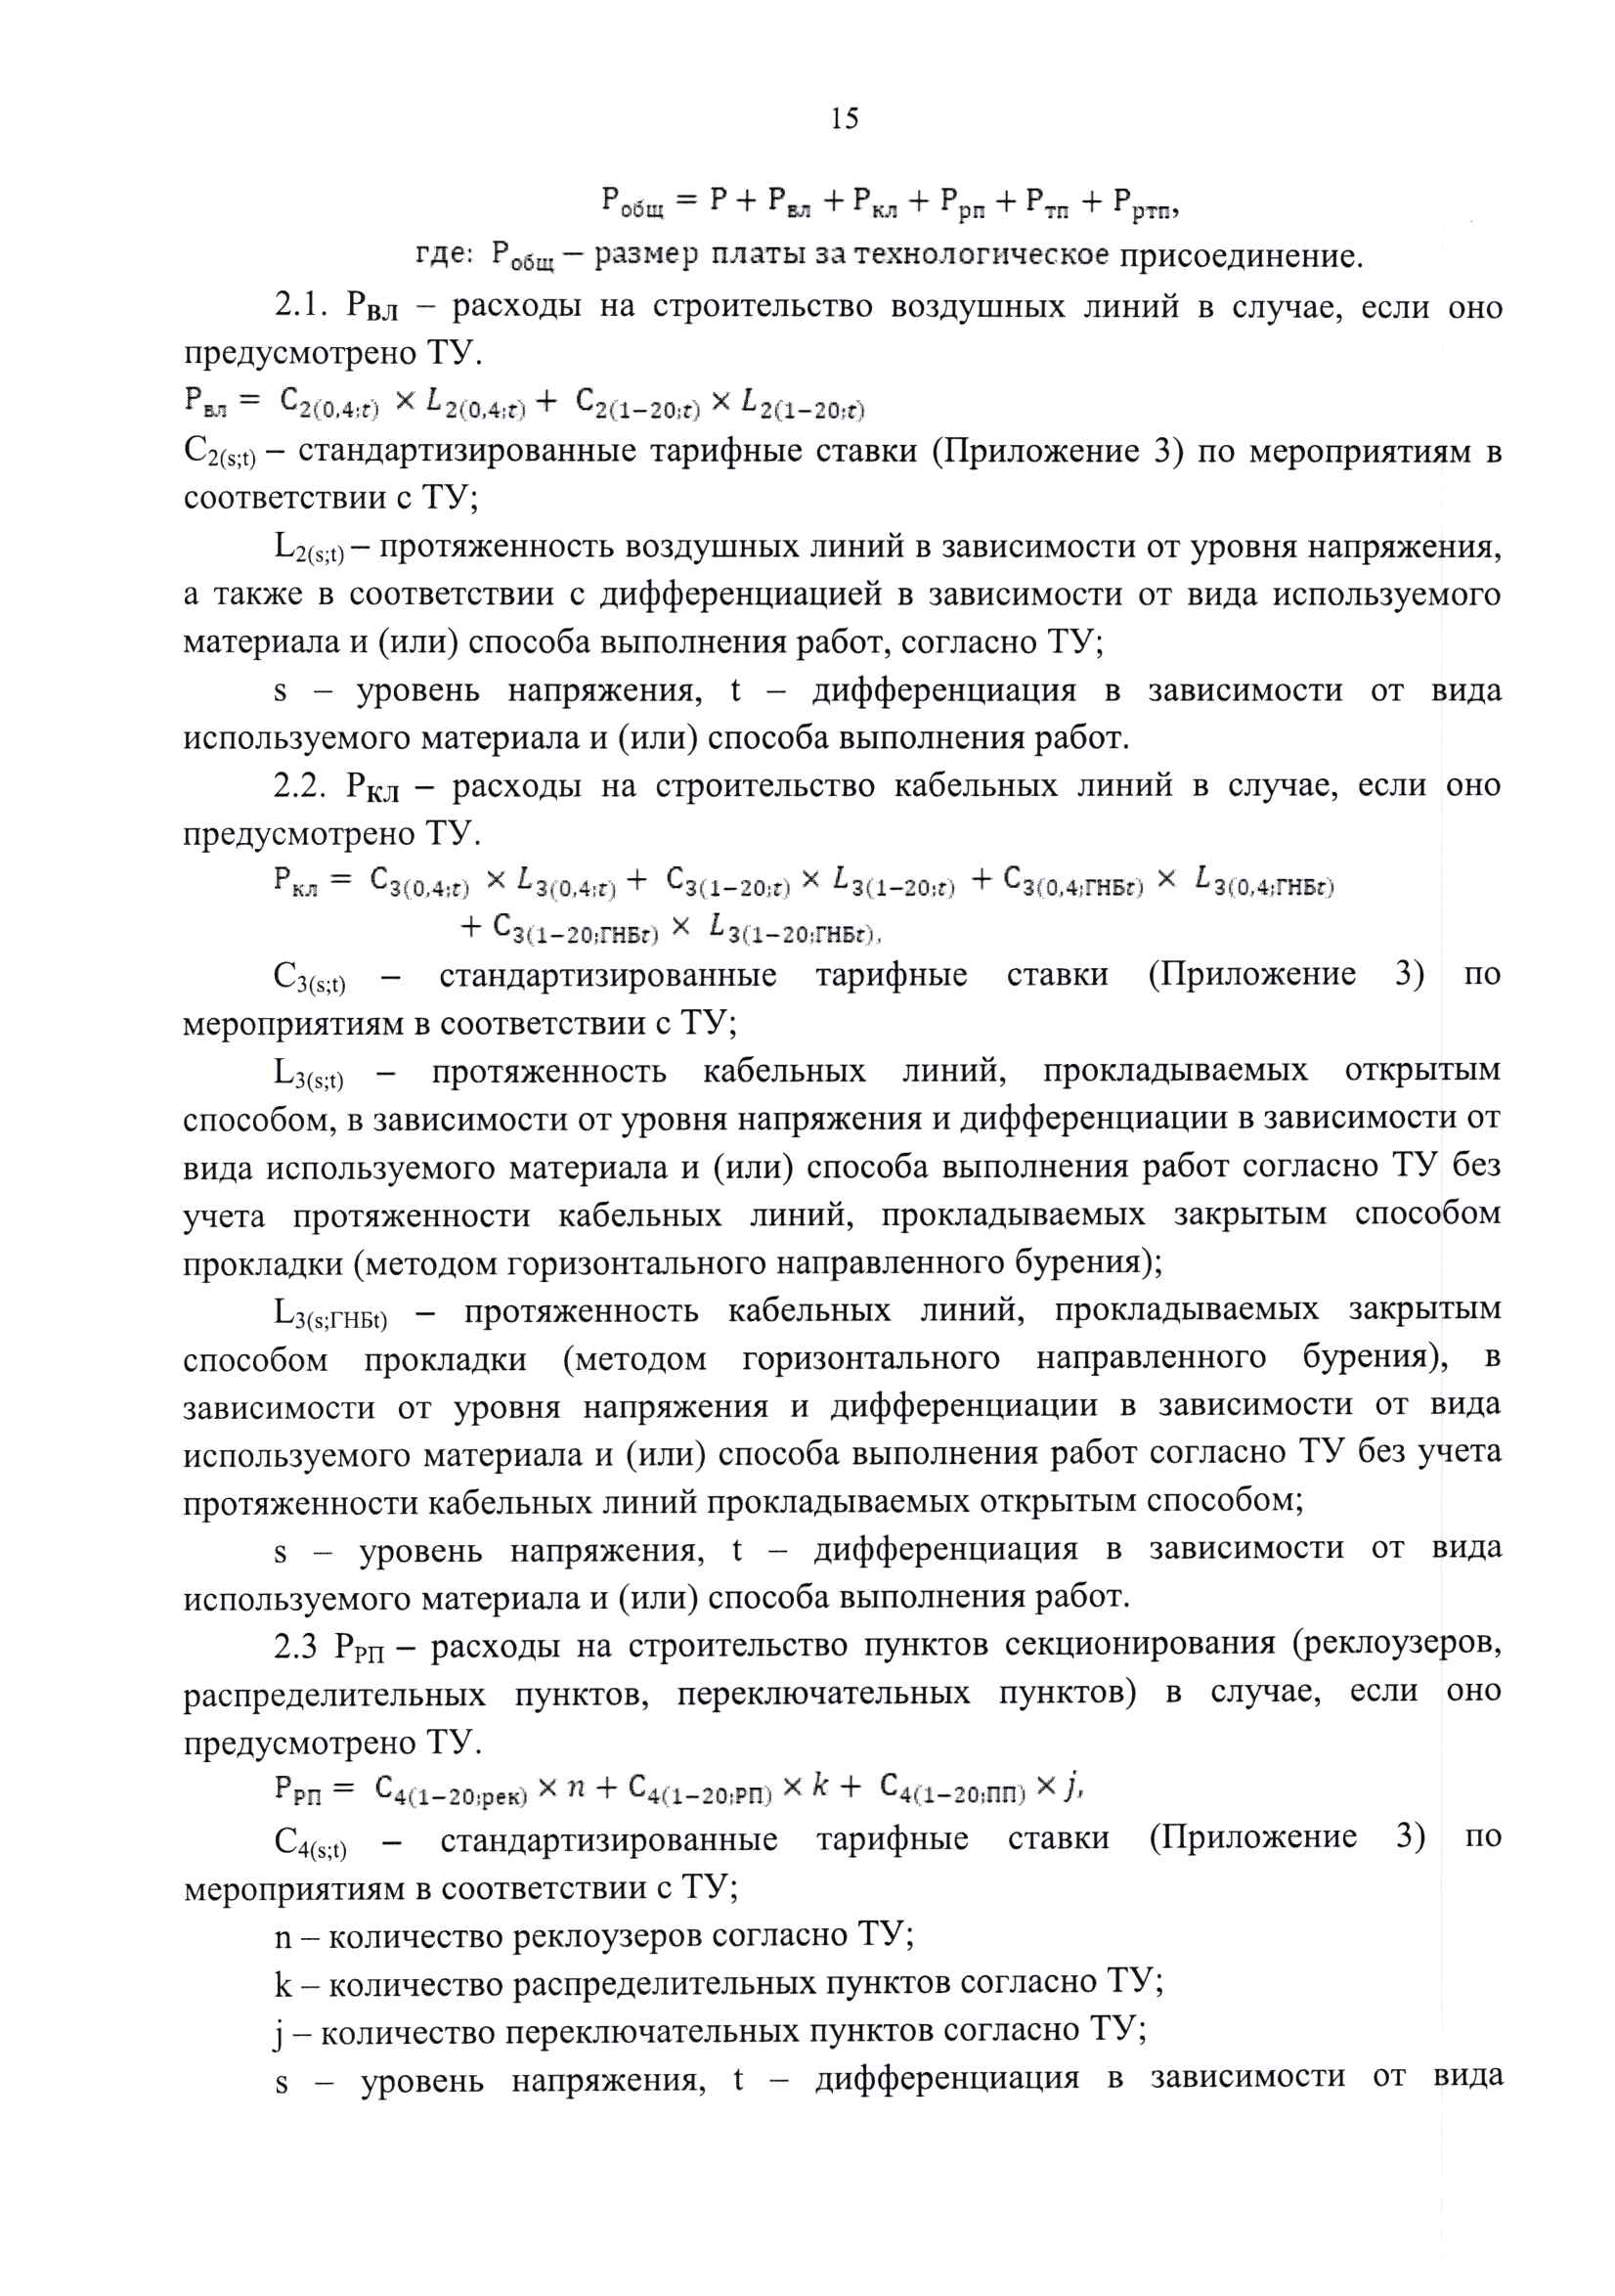 15
Р_общ = Р + Р_вл + Р_кл + Р_рп + Р_тп + Р_ртп,
где: Р_общ – размер платы за технологическое присоединение.
2.1. Р_ВЛ – расходы на строительство воздушных линий в случае, если оно
предусмотрено ТУ.
Р_вл = С_2(0,4;t) × L_2(0,4;t) + С_2(1–20;t) × L_2(1–20;t)
С_2(s;t) – стандартизированные тарифные ставки (Приложение 3) по мероприятиям в
соответствии с ТУ;
L_2(s;t) – протяженность воздушных линий в зависимости от уровня напряжения,
а также в соответствии с дифференциацией в зависимости от вида используемого
материала и (или) способа выполнения работ, согласно ТУ;
s – уровень напряжения, t – дифференциация в зависимости от вида
используемого материала и (или) способа выполнения работ.
2.2. Р_КЛ – расходы на строительство кабельных линий в случае, если оно
предусмотрено ТУ.
Р_кл = С_3(0,4;t) × L_3(0,4;t) + С_3(1–20;t) × L_3(1–20;t) + С_3(0,4;ГНБt) × L_3(0,4;ГНБt)
+ С_3(1–20;ГНБt) × L_3(1–20;ГНБt),
С_3(s;t) – стандартизированные тарифные ставки (Приложение 3) по
мероприятиям в соответствии с ТУ;
L_3(s;t) – протяженность кабельных линий, прокладываемых открытым
способом, в зависимости от уровня напряжения и дифференциации в зависимости от
вида используемого материала и (или) способа выполнения работ согласно ТУ без
учета протяженности кабельных линий, прокладываемых закрытым способом
прокладки (методом горизонтального направленного бурения);
L_3(s;ГНБt) – протяженность кабельных линий, прокладываемых закрытым
способом прокладки (методом горизонтального направленного бурения), в
зависимости от уровня напряжения и дифференциации в зависимости от вида
используемого материала и (или) способа выполнения работ согласно ТУ без учета
протяженности кабельных линий прокладываемых открытым способом;
s – уровень напряжения, t – дифференциация в зависимости от вида
используемого материала и (или) способа выполнения работ.
2.3 Р_РП – расходы на строительство пунктов секционирования (реклоузеров,
распределительных пунктов, переключательных пунктов) в случае, если оно
предусмотрено ТУ.
Р_РП = С_4(1–20;рек) × n + С_4(1–20;РП) × k + С_4(1–20;ПП) × j,
С_4(s;t) – стандартизированные тарифные ставки (Приложение 3) по
мероприятиям в соответствии с ТУ;
n – количество реклоузеров согласно ТУ;
k – количество распределительных пунктов согласно ТУ;
j – количество переключательных пунктов согласно ТУ;
s – уровень напряжения, t – дифференциация в зависимости от вида